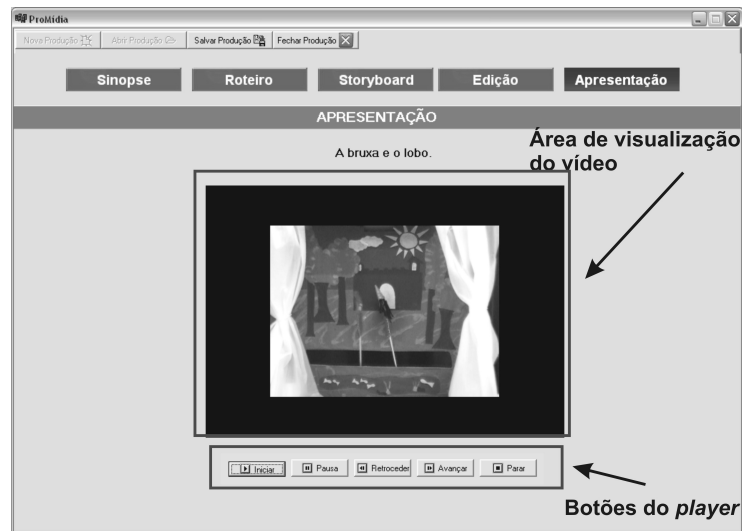 ProMídia
Nova Produção Abrir Produção Salvar Produção Fechar Produção
Sinopse Roteiro Storyboard Edição Apresentação
APRESENTAÇÃO
A bruxa e o lobo.
Área de visualização
do vídeo
Iniciar Pausa Retroceder Avançar Parar
Botões do player